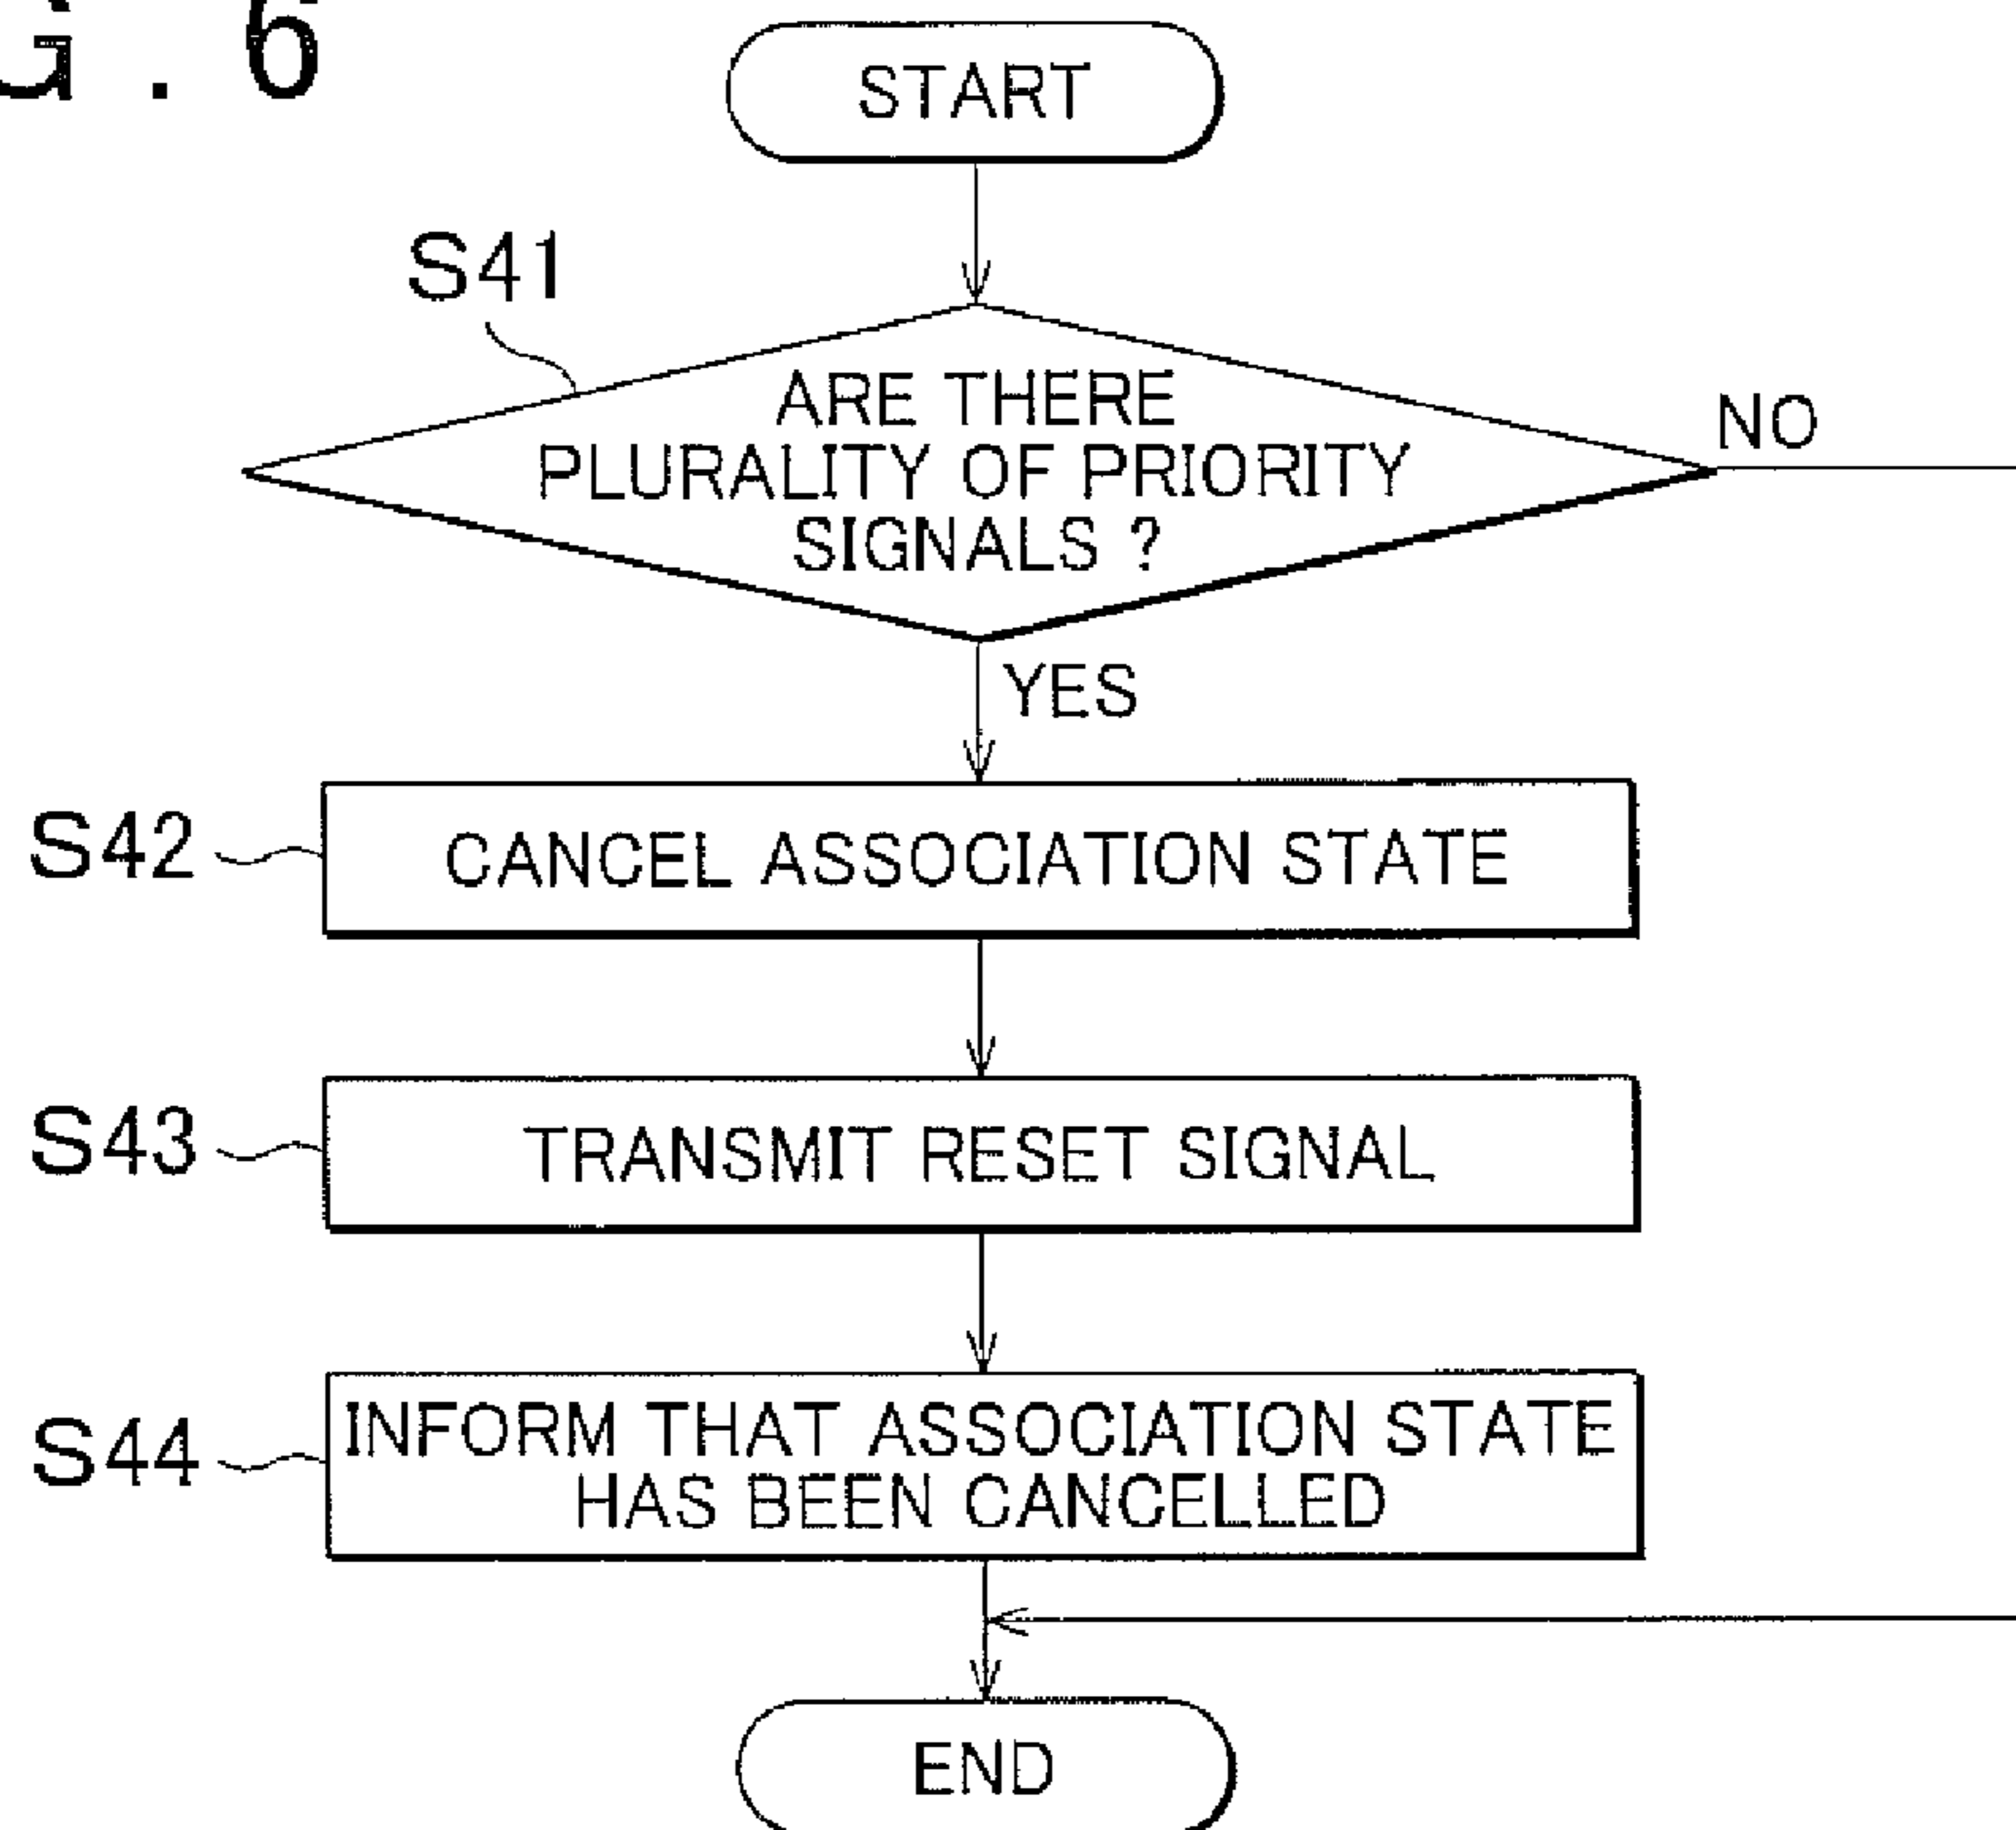 G.6
START
S41
ARE THERE
PLURALITY OF PRIORITY
SIGNALS ?
NO
YES
S42
CANCEL ASSOCIATION STATE
S43
TRANSMIT RESET SIGNAL
S44
INFORM THAT ASSOCIATION STATE
HAS BEEN CANCELLED
END